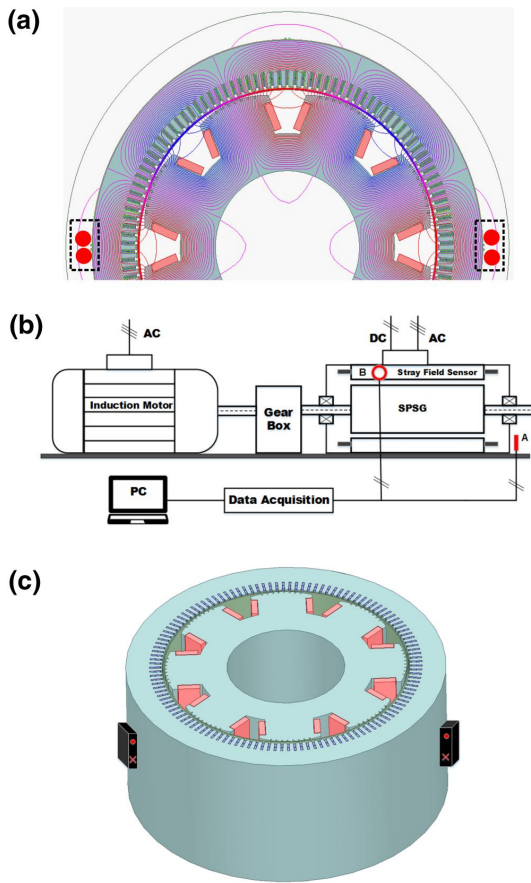 (a)
(b)
AC
DC AC
B Stray Field Sensor
Induction Motor
Gear
Box
SPSG
A
PC
Data Acquisition
(c)